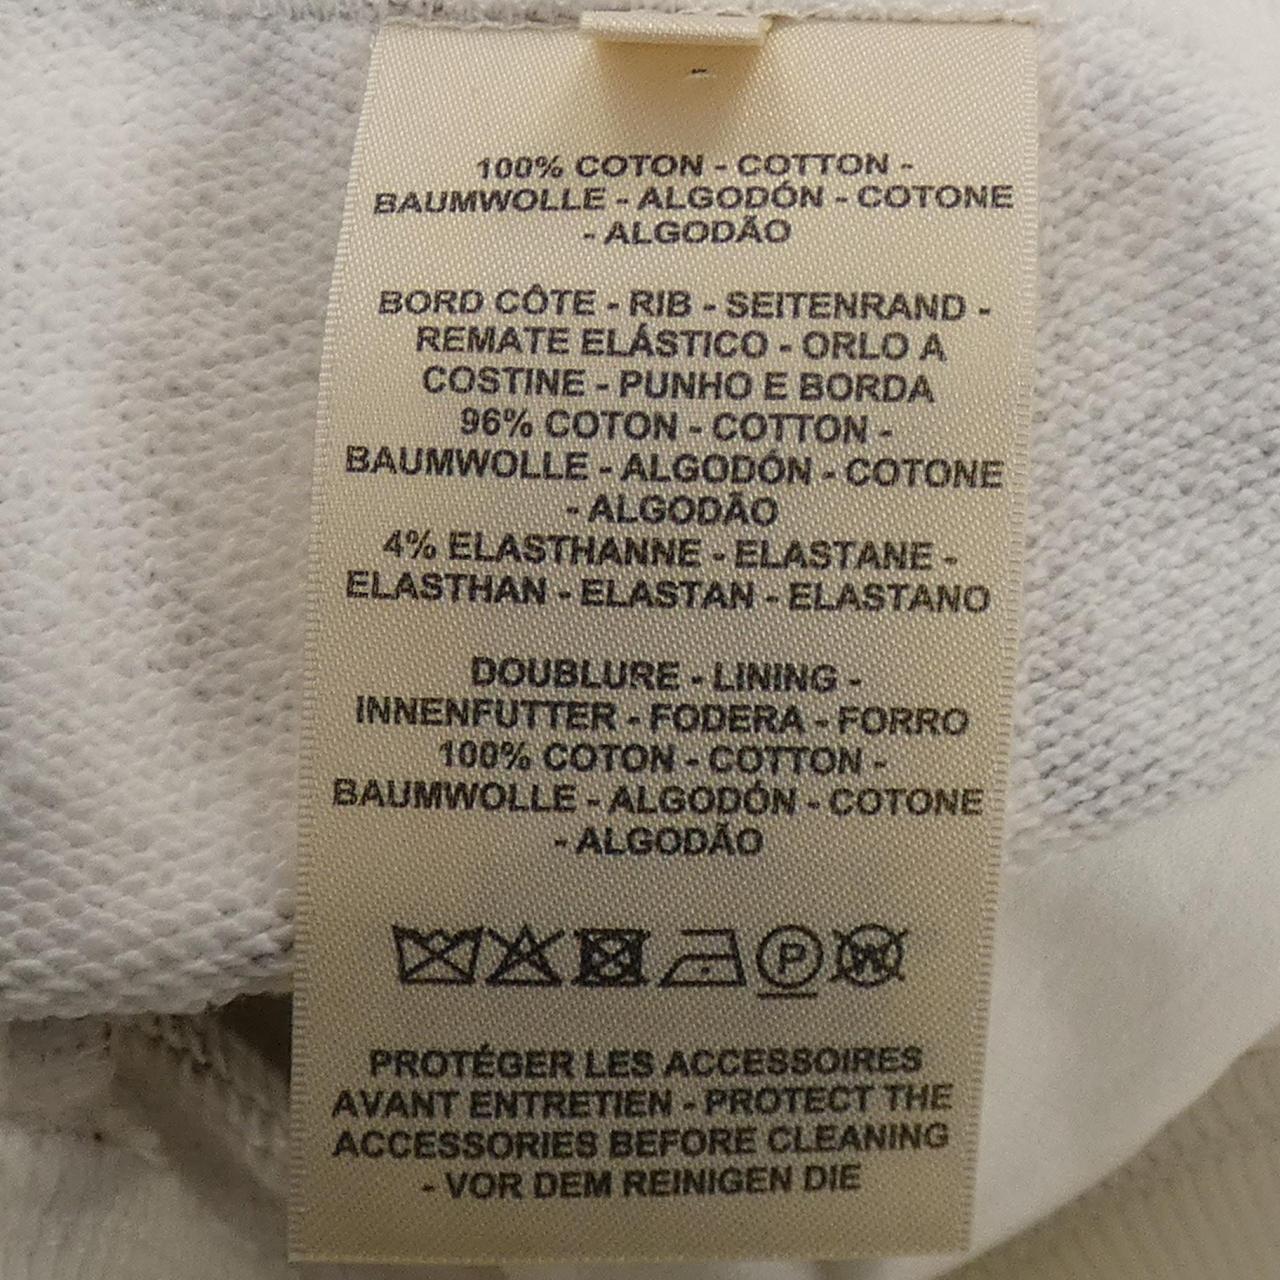 100% COTON - COTTON -
BAUMWOLLE - ALGODÓN - COTONE
- ALGODÃO
BORD CÔTE - RIB - SEITENRAND -
REMATE ELÁSTICO - ORLO A
COSTINE - PUNHO E BORDA
96% COTON - COTTON -
BAUMWOLLE - ALGODÓN - COTONE
- ALGODÃO
4% ELASTHANNE - ELASTANE -
ELASTHAN - ELASTAN - ELASTANO
DOUBLURE - LINING -
INNENFUTTER - FODERA - FORRO
100% COTON - COTTON -
BAUMWOLLE - ALGODÓN - COTONE
- ALGODÃO
P W
PROTÉGER LES ACCESSOIRES
AVANT ENTRETIEN - PROTECT THE
ACCESSORIES BEFORE CLEANING
- VOR DEM REINIGEN DIE